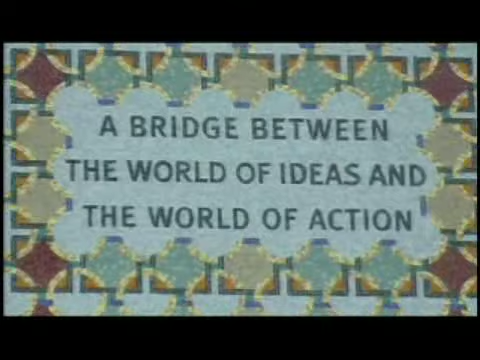 A BRIDGE BETWEEN
THE WORLD OF IDEAS AND
THE WORLD OF ACTION